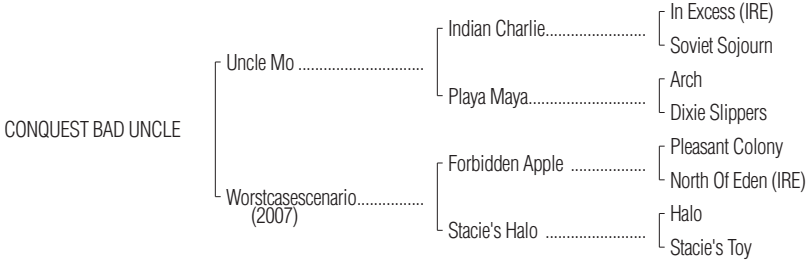 In Excess (IRE)
Indian Charlie........................
Soviet Sojourn
Uncle Mo ..............................
Arch
Playa Maya............................
Dixie Slippers
CONQUEST BAD UNCLE
Pleasant Colony
Forbidden Apple ..................
North Of Eden (IRE)
Worstcasescenario................
(2007)
Halo
Stacie's Halo ........................
Stacie's Toy